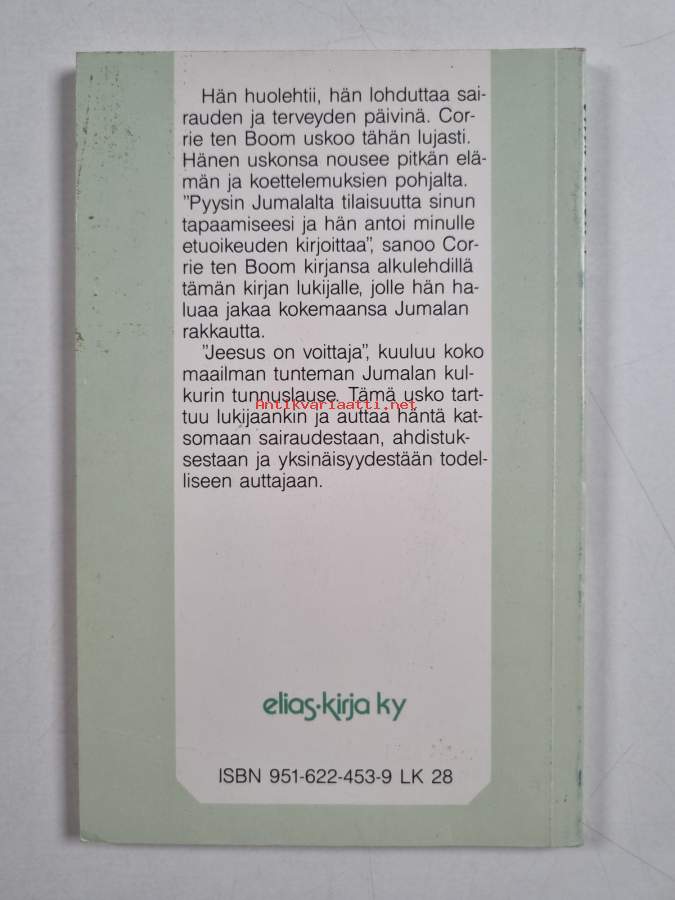 Hän huolehtii, hän lohduttaa sai-
rauden ja terveyden päivinä. Cor-
rie ten Boom uskoo tähän lujasti.
Hänen uskonsa nousee pitkän elä-
män ja koettelemuksien pohjalta.
"Pyysin Jumalalta tilaisuutta sinun
tapaamiseesi ja hän antoi minulle
etuoikeuden kirjoittaa", sanoo Cor-
rie ten Boom kirjansa alkulehdillä
tämän kirjan lukijalle, jolle hän ha-
luaa jakaa kokemaansa Jumalan
rakkautta.
"Jeesus on voittaja", kuuluu koko
maailman tunteman Jumalan kul-
kurin tunnuslause. Tämä usko tart-
Antikvariaatti.net
tuu lukijaankin ja auttaa häntä kat-
somaan sairaudestaan, ahdistuk-
sestaan ja yksinäisyydestään todel-
liseen auttajaan.
elias-kirja ky
ISBN 951-622-453-9 LK 28